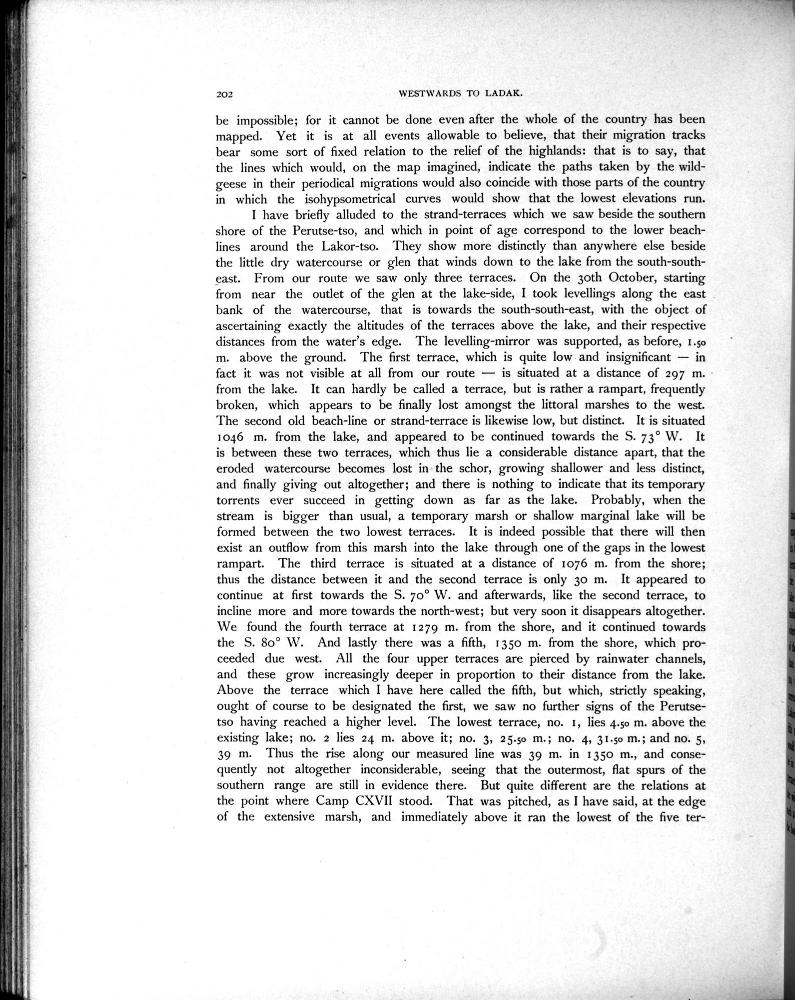 202 WESTWARDS TO LADAK.
be impossible; for it cannot be done even after the whole of the country has been
mapped. Yet it is at all events allowable to believe, that their migration tracks
bear some sort of fixed relation to the relief of the highlands: that is to say, that
the lines which would, on the map imagined, indicate the paths taken by the wild-
geese in their periodical migrations would also coincide with those parts of the country
in which the isohypsometrical curves would show that the lowest elevations run.
I have briefly alluded to the strand-terraces which we saw beside the southern
shore of the Perutse-tso, and which in point of age correspond to the lower beach-
lines around the Lakor-tso. They show more distinctly than anywhere else beside
the little dry watercourse or glen that winds down to the lake from the south-south-
east. From our route we saw only three terraces. On the 30th October, starting
from near the outlet of the glen at the lake-side, I took levellings along the east
bank of the watercourse, that is towards the south-south-east, with the object of
ascertaining exactly the altitudes of the terraces above the lake, and their respective
distances from the water's edge. The levelling-mirror was supported, as before, 1.50
m. above the ground. The first terrace, which is quite low and insignificant — in
fact it was not visible at all from our route — is situated at a distance of 297 m.
from the lake. It can hardly be called a terrace, but is rather a rampart, frequently
broken, which appears to be finally lost amongst the littoral marshes to the west.
The second old beach-line or strand-terrace is likewise low, but distinct. It is situated
1046 m. from the lake, and appeared to be continued towards the S. 73° W. It
is between these two terraces, which thus lie a considerable distance apart, that the
eroded watercourse becomes lost in the schor, growing shallower and less distinct,
and finally giving out altogether; and there is nothing to indicate that its temporary
torrents ever succeed in getting down as far as the lake. Probably, when the
stream is bigger than usual, a temporary marsh or shallow marginal lake will be
formed between the two lowest terraces. It is indeed possible that there will then
exist an outflow from this marsh into the lake through one of the gaps in the lowest
rampart. The third terrace is situated at a distance of 1076 m. from the shore;
thus the distance between it and the second terrace is only 30 m. It appeared to
continue at first towards the S. 70° W. and afterwards, like the second terrace, to
incline more and more towards the north-west; but very soon it disappears altogether.
We found the fourth terrace at 1279 m. from the shore, and it continued towards
the S. 80° W. And lastly there was a fifth, 1350 m. from the shore, which pro-
ceeded due west. All the four upper terraces are pierced by rainwater channels,
and these grow increasingly deeper in proportion to their distance from the lake.
Above the terrace which I have here called the fifth, but which, strictly speaking,
ought of course to be designated the first, we saw no further signs of the Perutse-
tso having reached a higher level. The lowest terrace, no. 1, lies 4.50 m. above the
existing lake; no. 2 lies 24 m. above it; no. 3, 25.50 m.; no. 4, 31.50 m.; and no. 5,
39 m. Thus the rise along our measured line was 39 m. in 1350 m., and conse-
quently not altogether inconsiderable, seeing that the outermost, flat spurs of the
southern range are still in evidence there. But quite different are the relations at
the point where Camp CXVII stood. That was pitched, as I have said, at the edge
of the extensive marsh, and immediately above it ran the lowest of the five ter-